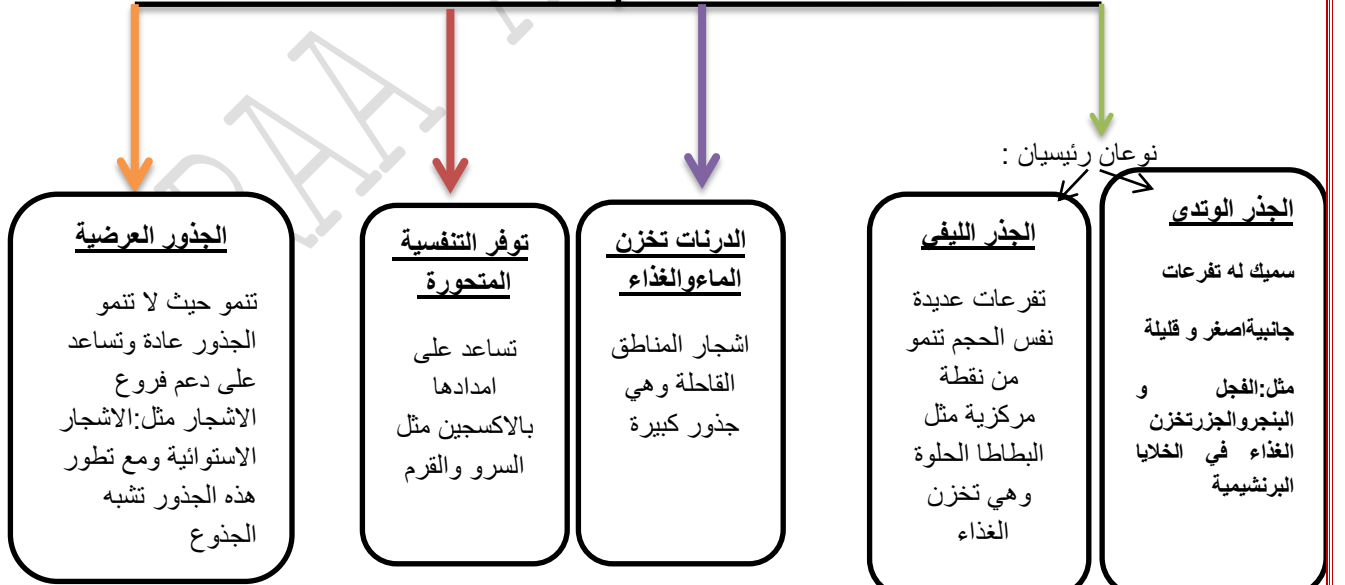 نوعان رئيسيان :
الجذر الوتدي
سميك له تفرعات
جانبيةاصغر و قليلة
مثل:الفجل و
البنجروالجزرتخزن
الغذاء في الخلايا
البرنشيمية
الجذر الليفي
تفرعات عديدة
نفس الحجم تنمو
من نقطة
مركزية مثل
البطاطا الحلوة
وهي تخزن
الغذاء
الدرنات تخزن
الماءوالغذاء
اشجار المناطق
القاحلة وهي
جذور كبيرة
توفر التنفسية
المتحورة
تساعد على
امدادها
بالاكسجين مثل
السرو والقرم
الجذور العرضية
تنمو حيث لا تنمو
الجذور عادة وتساعد
على دعم فروع
الاشجار مثل:الاشجار
الاستوائية ومع تطور
هذه الجذور تشبه
الجذوع